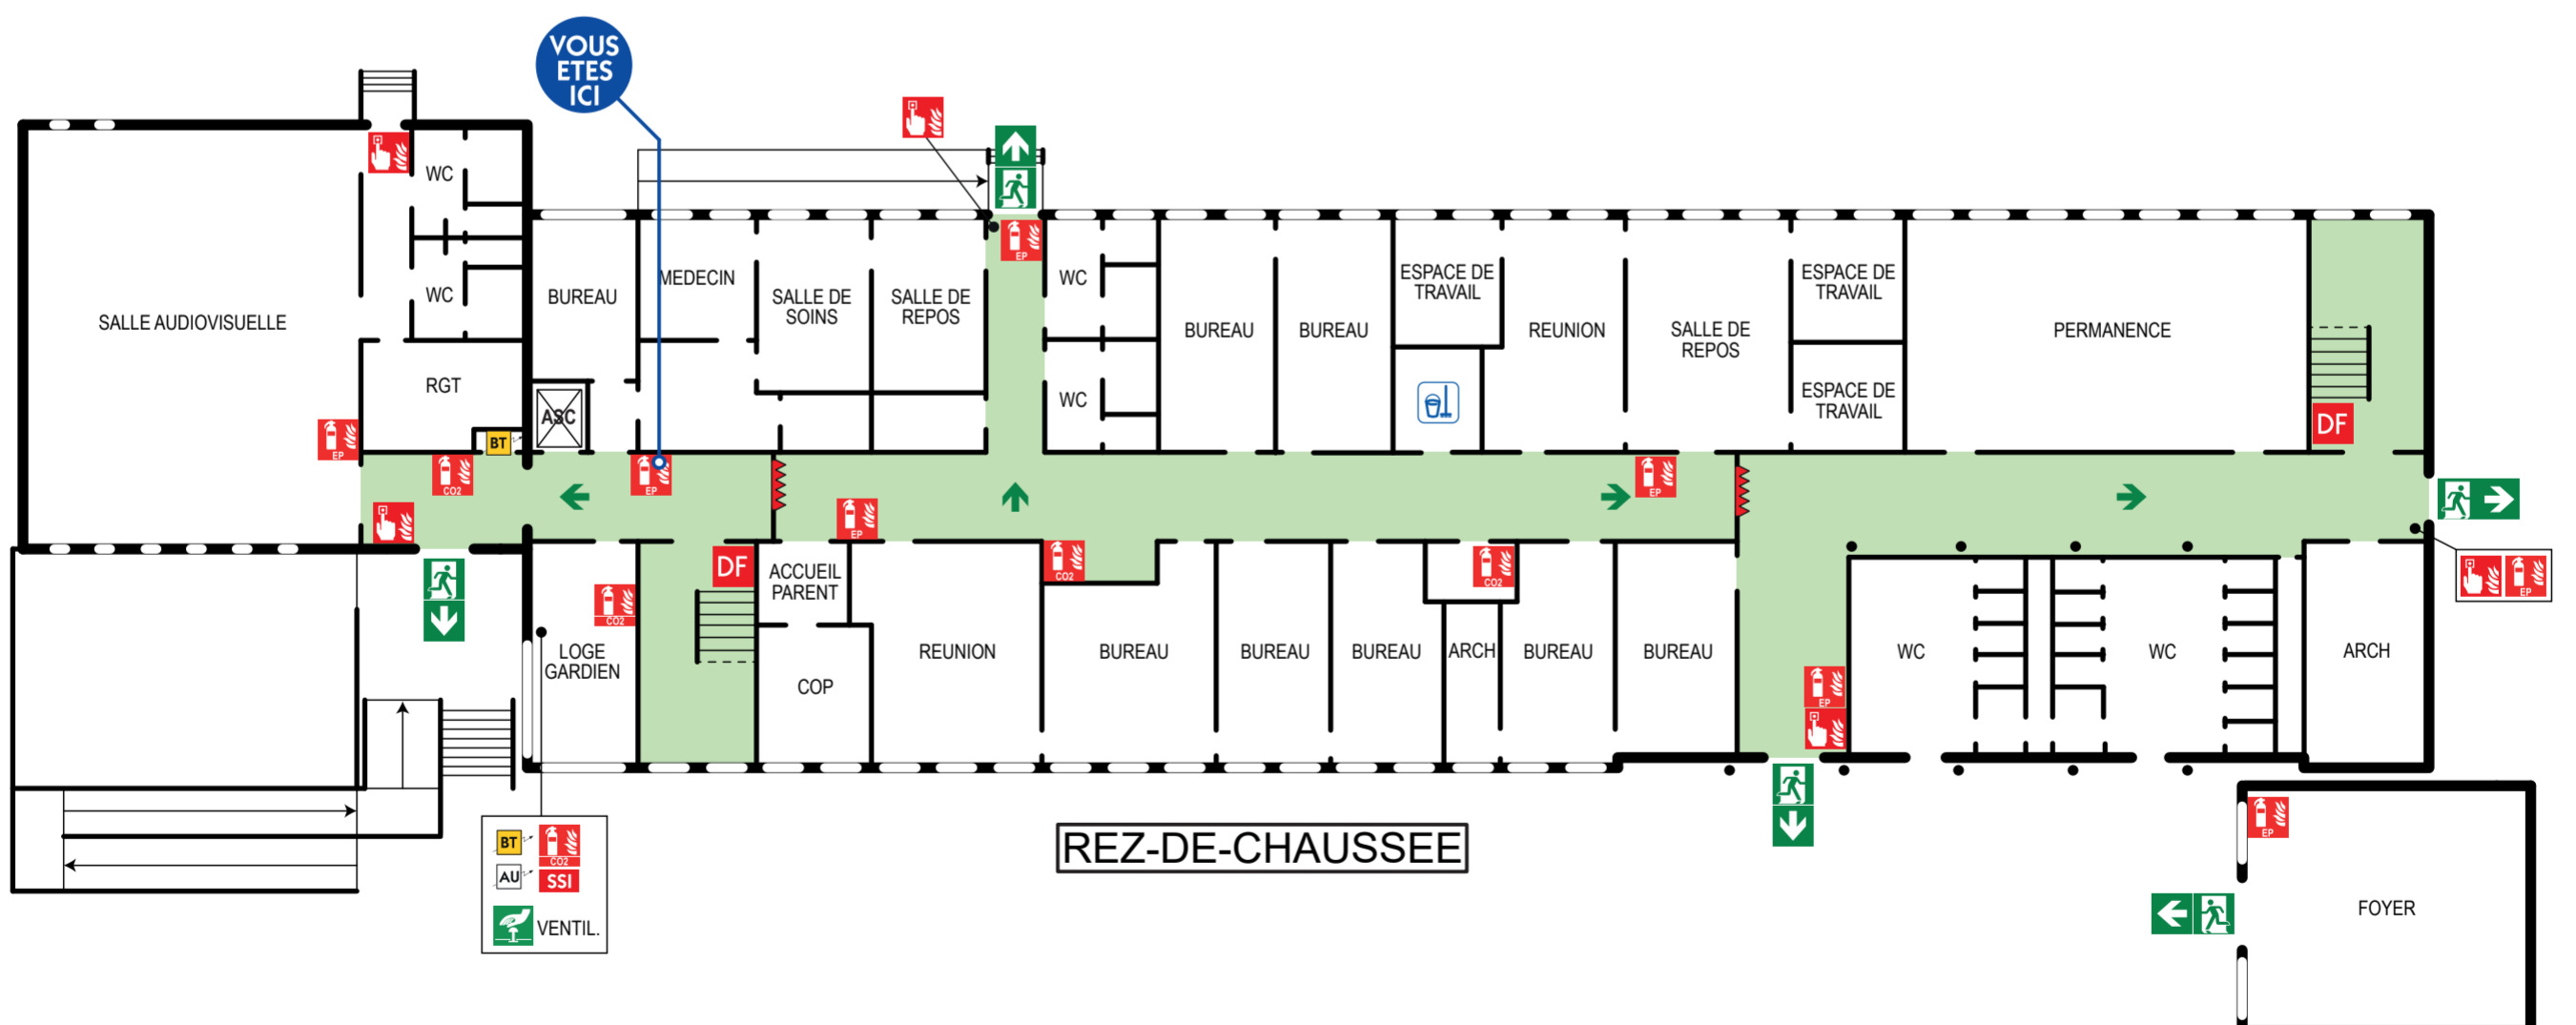 VOUS
ETES
ICI
WC
WC
SALLE AUDIOVISUELLE
RGT
BT
EP
CO2
BUREAU
ASC
MEDECIN
SALLE DE
SOINS
SALLE DE
REPOS
EP
EP
WC
WC
BUREAU
BUREAU
ESPACE DE
TRAVAIL
REUNION
SALLE DE
REPOS
ESPACE DE
TRAVAIL
ESPACE DE
TRAVAIL
PERMANENCE
DF
EP
EP
DF
ACCUEIL
PARENT
CO2
CO2
CO2
LOGE
GARDIEN
COP
REUNION
BUREAU
BUREAU
BUREAU
ARCH
BUREAU
BUREAU
EP
WC
WC
ARCH
EP
BT
CO2
AU
SSI
VENTIL.
REZ-DE-CHAUSSEE
EP
FOYER